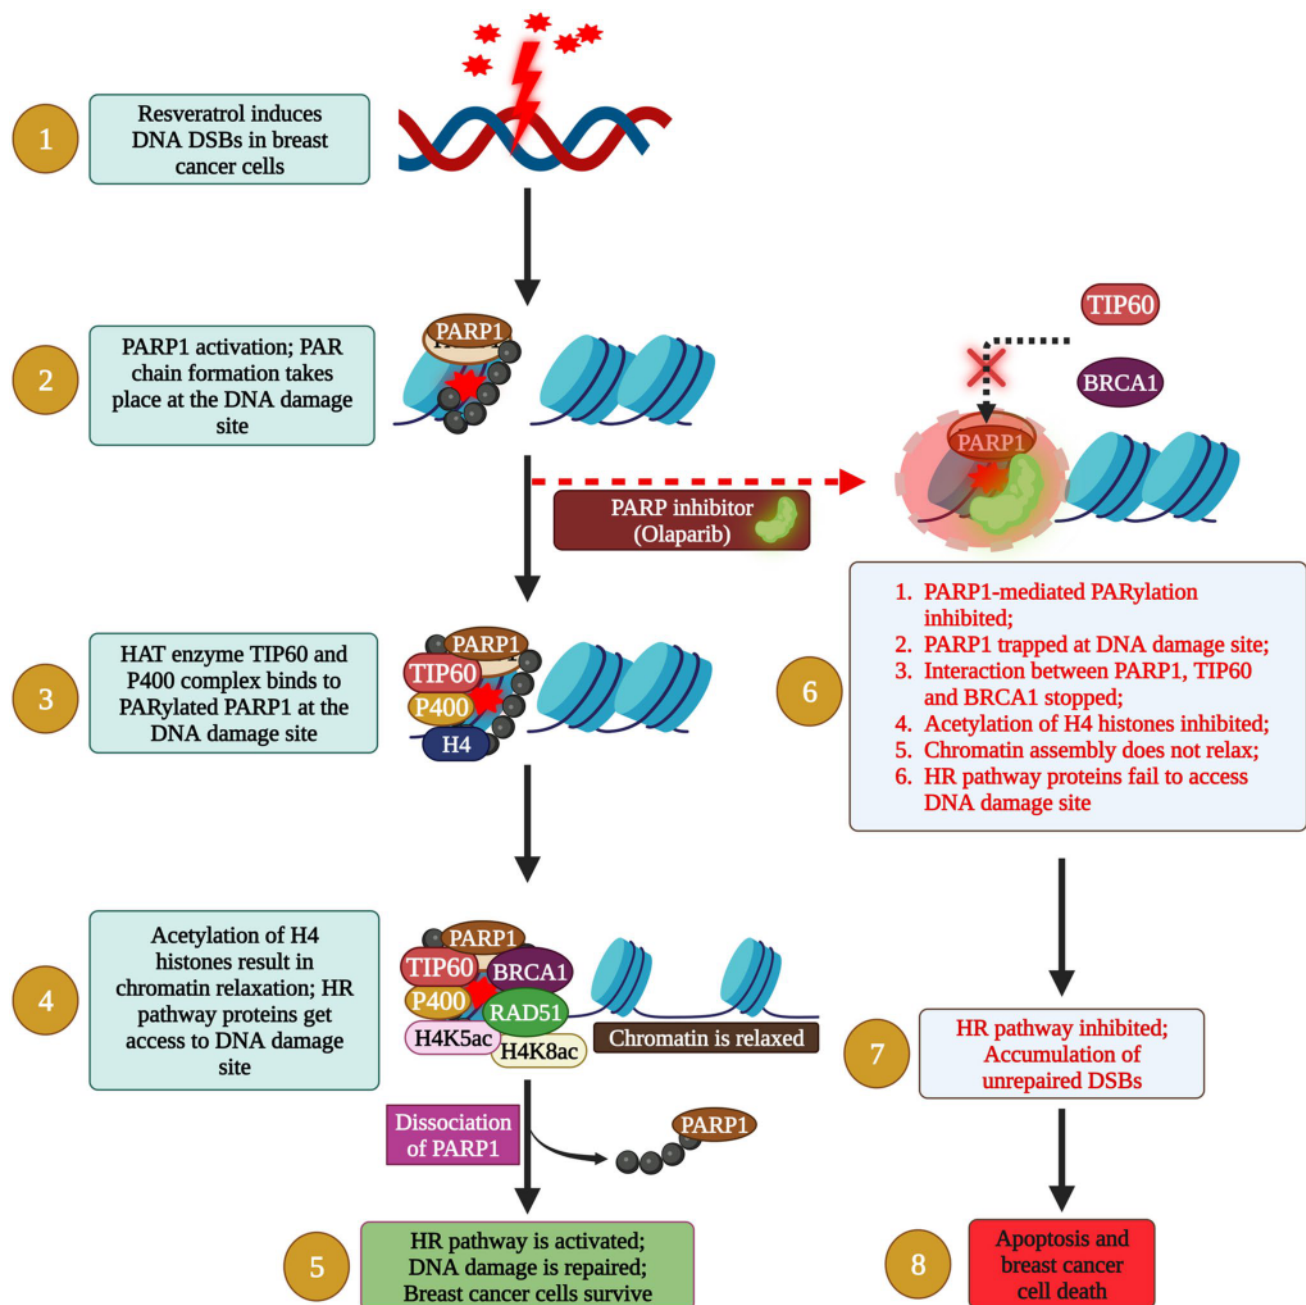 1
Resveratrol induces
DNA DSBs in breast
cancer cells
2
PARP1 activation; PAR
chain formation takes
place at the DNA damage
site
PARP1
TIP60
BRCA1
PARP1
PARP inhibitor
(Olaparib)
3
HAT enzyme TIP60 and
P400 complex binds to
PARylated PARP1 at the
DNA damage site
PARP1
TIP60
P400
H4
6
1. PARP1-mediated PARylation
inhibited;
2. PARP1 trapped at DNA damage site;
3. Interaction between PARP1, TIP60
and BRCA1 stopped;
4. Acetylation of H4 histones inhibited;
5. Chromatin assembly does not relax;
6. HR pathway proteins fail to access
DNA damage site
4
Acetylation of H4
histones result in
chromatin relaxation; HR
pathway proteins get
access to DNA damage
site
PARP1
TIP60
BRCA1
P400
RAD51
H4K5ac
H4K8ac
Chromatin is relaxed
7
HR pathway inhibited;
Accumulation of
unrepaired DSBs
Dissociation
of PARP1
PARP1
5
HR pathway is activated;
DNA damage is repaired;
Breast cancer cells survive
8
Apoptosis and
breast cancer
cell death